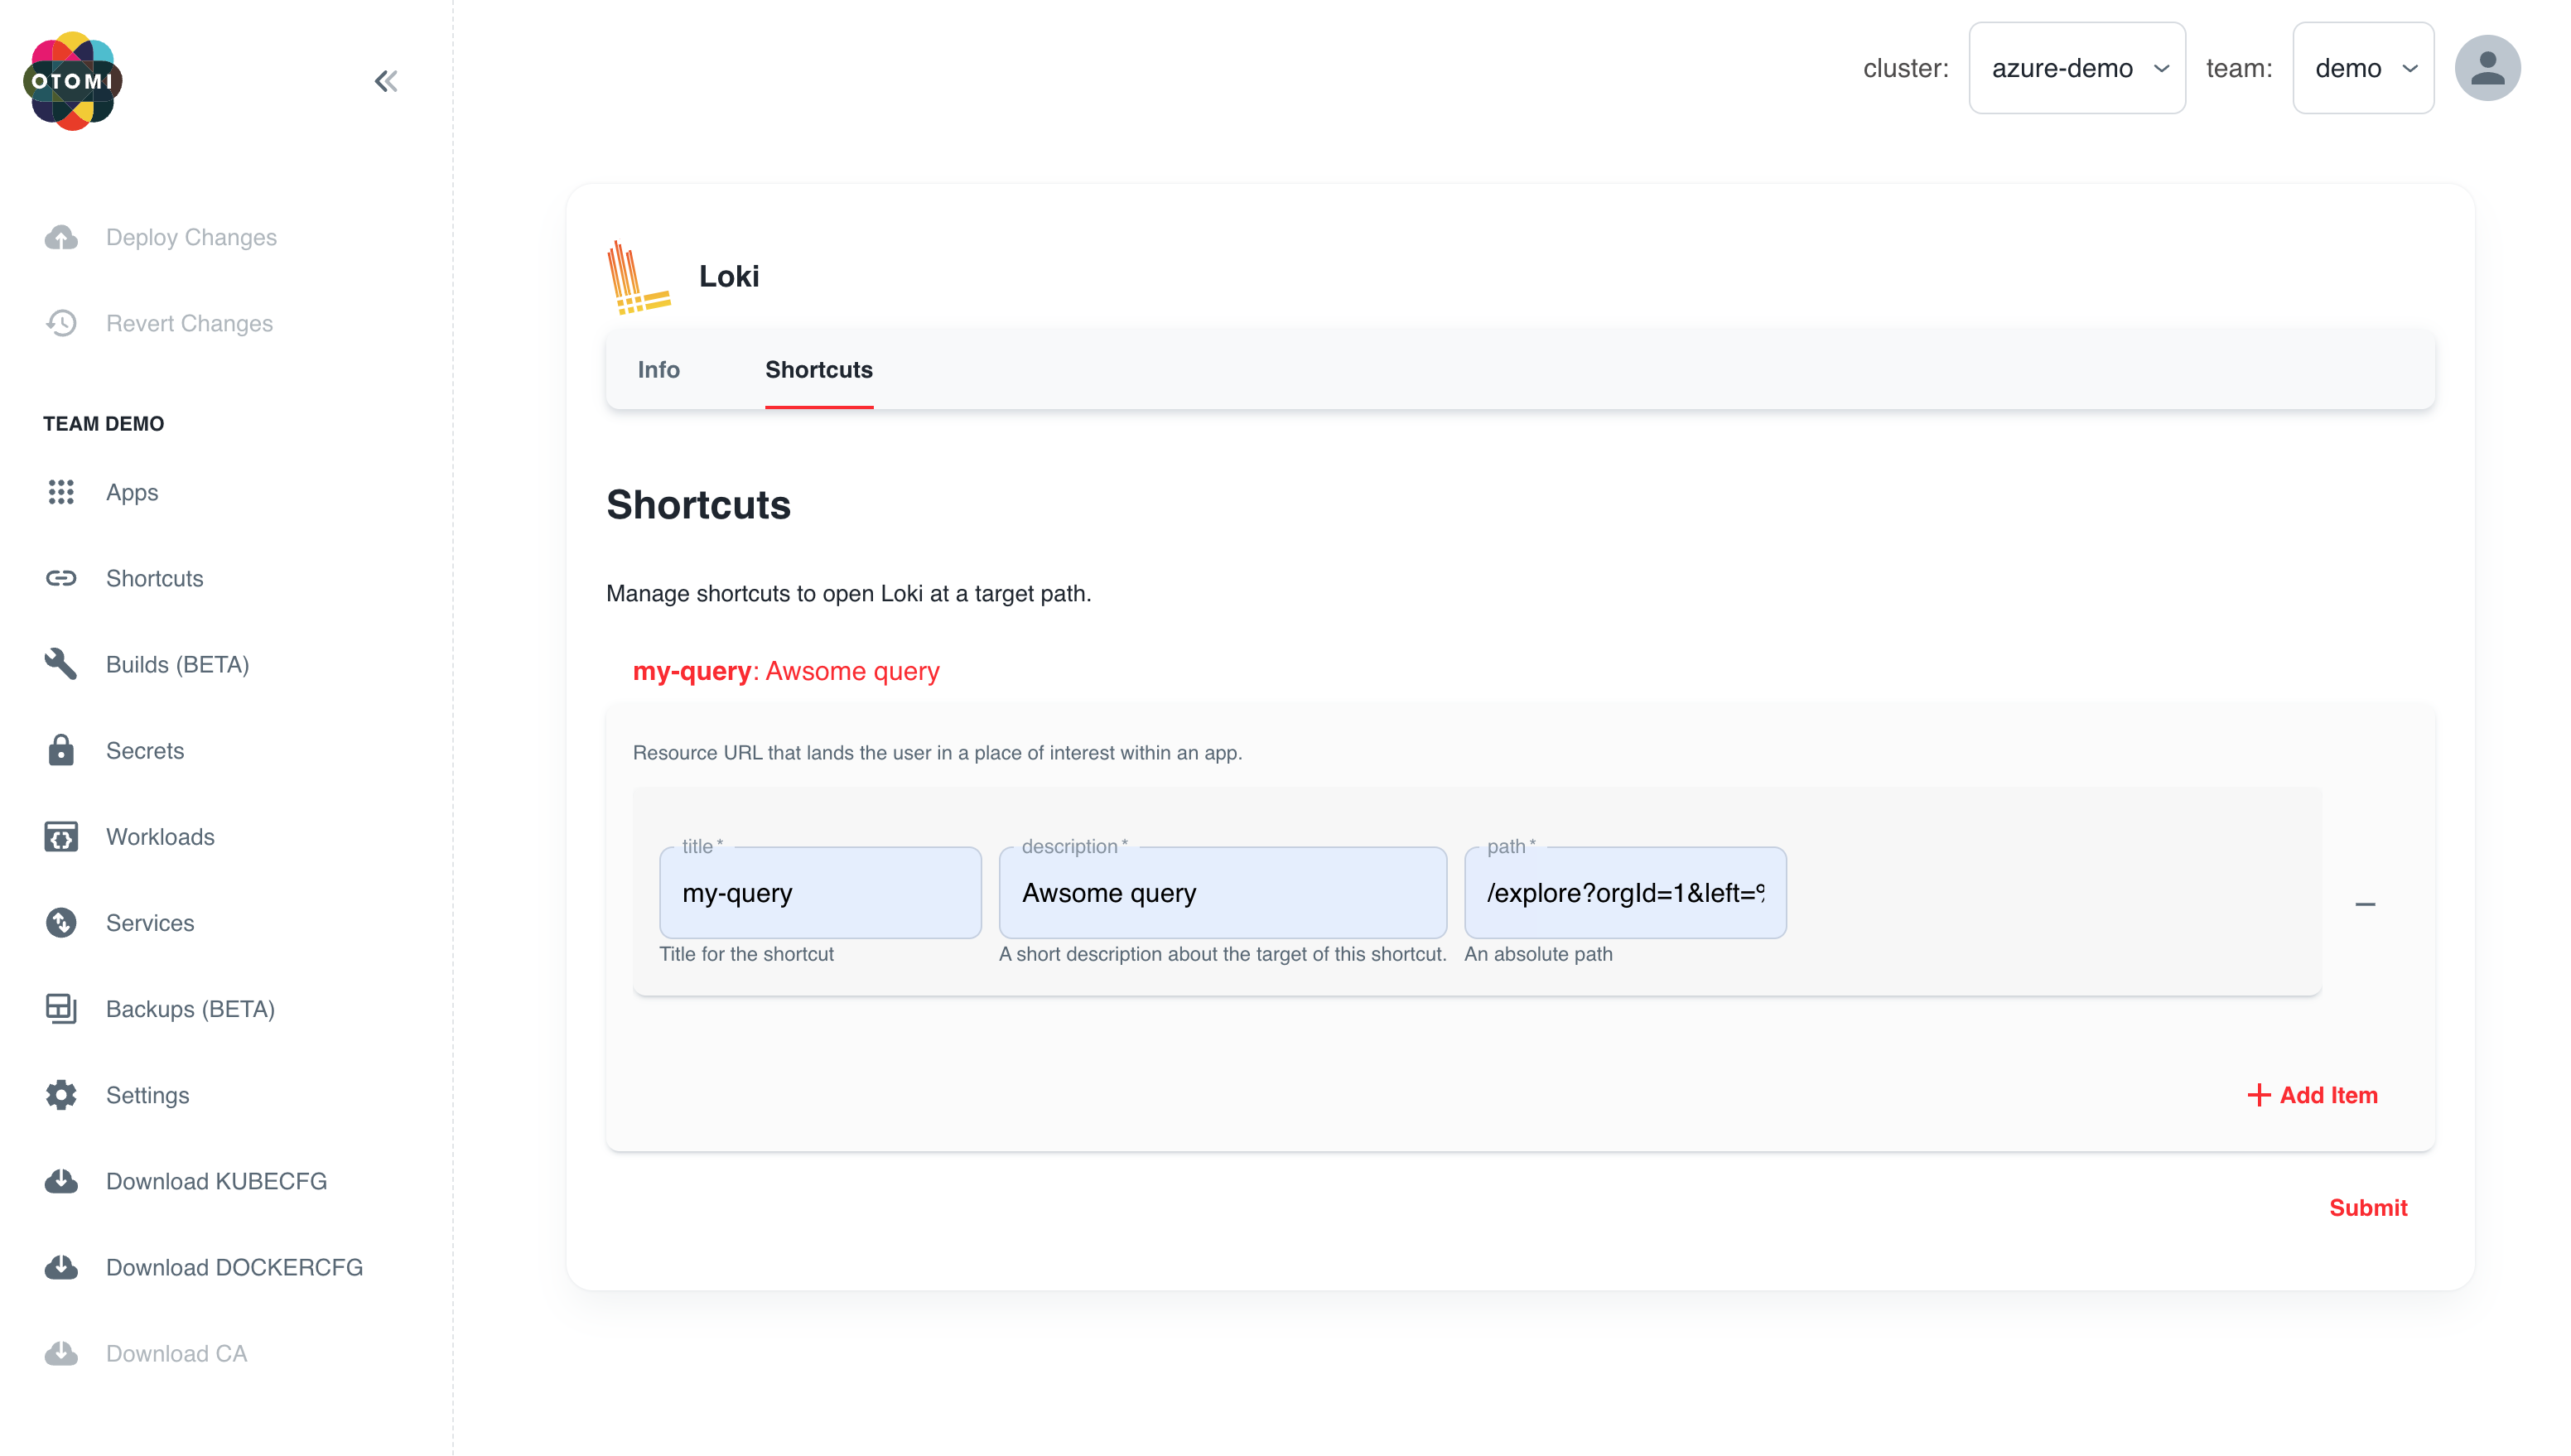 OTOMI
cluster:
azure-demo
team:
demo
Deploy Changes
Revert Changes
TEAM DEMO
Apps
Shortcuts
Builds (BETA)
Secrets
Workloads
Services
Backups (BETA)
Settings
Download KUBECFG
Download DOCKERCFG
Download CA
Loki
Info
Shortcuts
Shortcuts
Manage shortcuts to open Loki at a target path.
my-query: Awsome query
Resource URL that lands the user in a place of interest within an app.
title *
my-query
Title for the shortcut
description *
Awsome query
A short description about the target of this shortcut.
path *
/explore?orgId=1&left=
An absolute path
Add Item
Submit